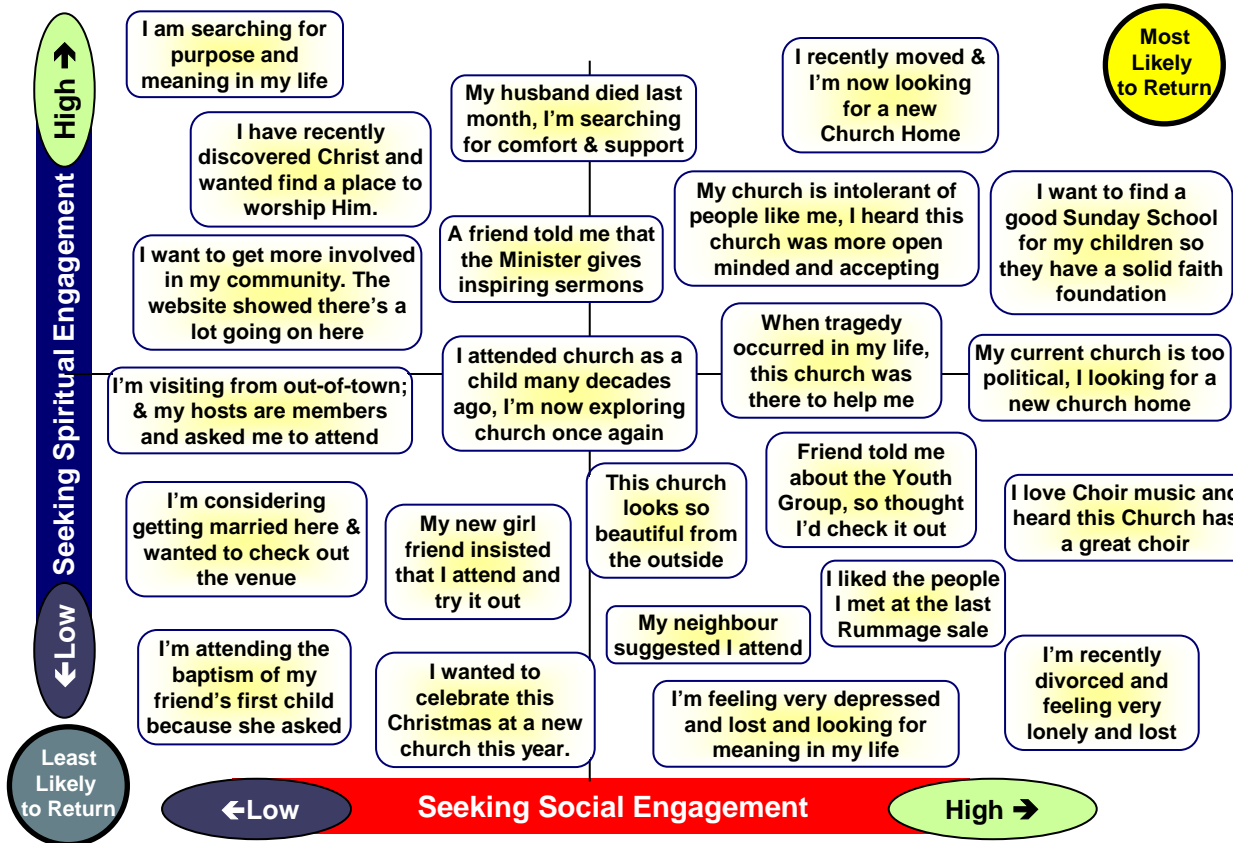 I am searching for
purpose and
meaning in my life
My husband died last
month, I'm searching
for comfort & support
I recently moved &
I'm now looking
for a new
Church Home
Most
Likely
to Return
High →
Seeking Spiritual Engagement
←Low
I have recently
discovered Christ and
wanted find a place to
worship Him.
A friend told me that
the Minister gives
inspiring sermons
My church is intolerant of
people like me, I heard this
church was more open
minded and accepting
I want to find a
good Sunday School
for my children so
they have a solid faith
foundation
I want to get more involved
in my community. The
website showed there's a
lot going on here
I attended church as a
child many decades
ago, I'm now exploring
church once again
When tragedy
occurred in my life,
this church was
there to help me
My current church is too
political, I looking for a
new church home
I'm visiting from out-of-town;
& my hosts are members
and asked me to attend
I'm considering
getting married here &
wanted to check out
the venue
My new girl
friend insisted
that I attend and
try it out
This church
looks so
beautiful from
the outside
Friend told me
about the Youth
Group, so thought
I'd check it out
I love Choir music and
heard this Church has
a great choir
I liked the people
I met at the last
Rummage sale
My neighbour
suggested I attend
I'm attending the
baptism of my
friend's first child
because she asked
I wanted to
celebrate this
Christmas at a new
church this year.
I'm feeling very depressed
and lost and looking for
meaning in my life
I'm recently
divorced and
feeling very
lonely and lost
Least
Likely
to Return
←Low
Seeking Social Engagement
High →